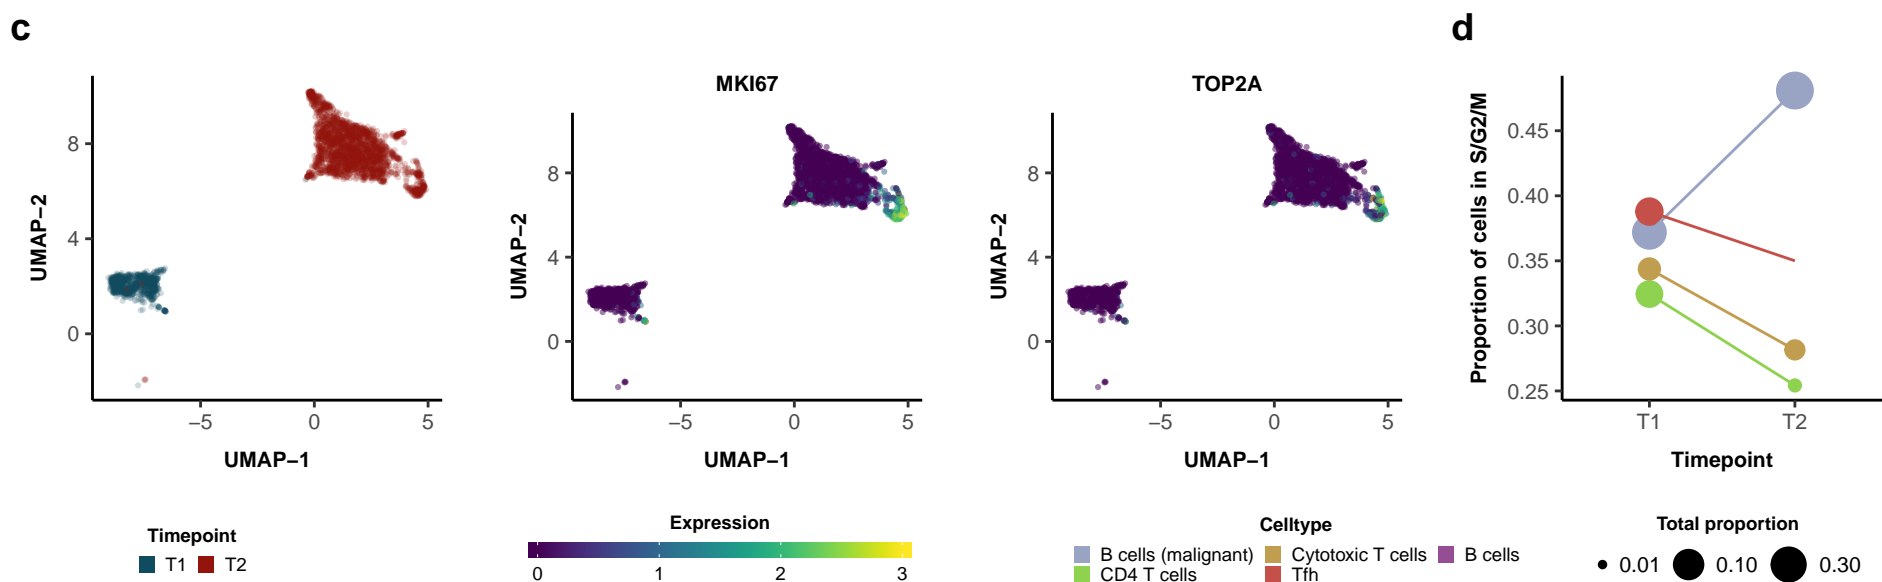 c
d
MKI67
TOP2A
UMAP−2
8
4
0
−5
0
5
UMAP−1
UMAP−2
8
4
0
−5
0
5
UMAP−1
UMAP−2
8
4
0
−5
0
5
UMAP−1
Proportion of cells in S/G2/M
0.45
0.40
0.35
0.30
0.25
T1
T2
Timepoint
Timepoint
T1 T2
Expression
0 1 2 3
Celltype
B cells (malignant) Cytotoxic T cells B cells
CD4 T cells Tfh
Total proportion
0.01 0.10 0.30